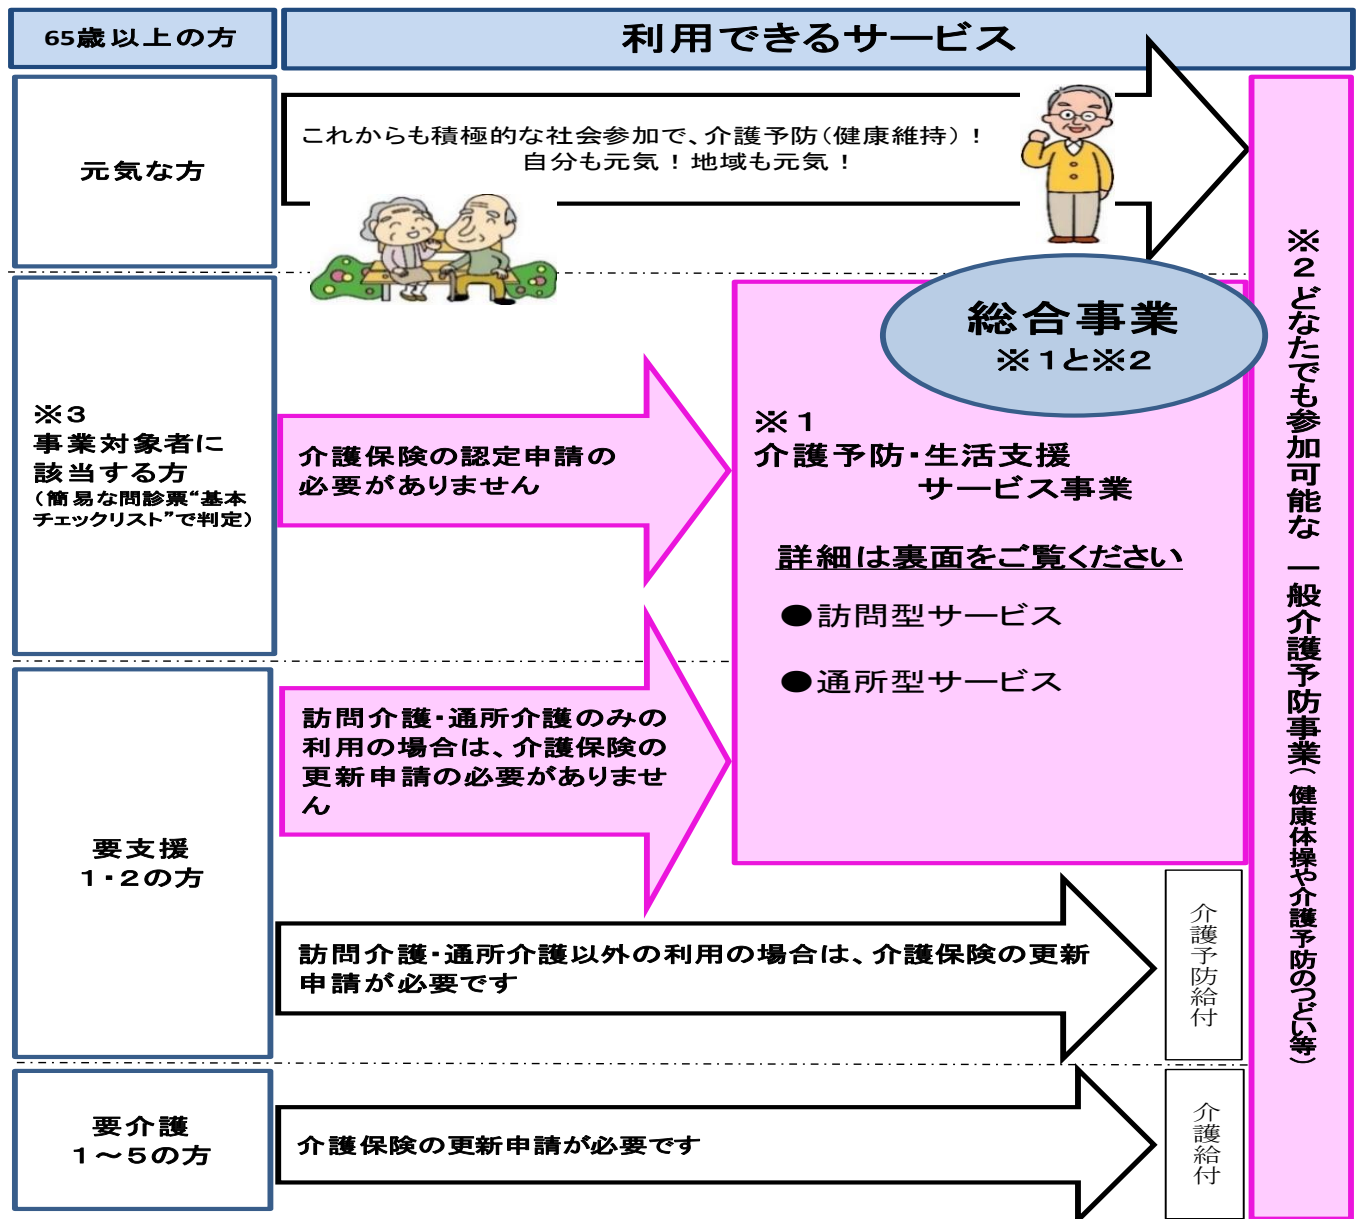 65歳以上の方
利用できるサービス
元気な方
これからも積極的な社会参加で、介護予防（健康維持）！
自分も元気！地域も元気！
総合事業
※１と※２
※３
事業対象者に
該当する方
（簡易な問診票“基本
チェックリスト”で判定）
介護保険の認定申請の
必要がありません
※１
介護予防・生活支援
サービス事業
詳細は裏面をご覧ください
●訪問型サービス
●通所型サービス
要支援
１・２の方
訪問介護・通所介護のみの
利用の場合は、介護保険の
更新申請の必要がありませ
ん
訪問介護・通所介護以外の利用の場合は、介護保険の更新
申請が必要です
介護予防給付
要介護
１～５の方
介護保険の更新申請が必要です
介護給付
※２どなたでも参加可能な 一般介護予防事業（健康体操や介護予防のつどい等）